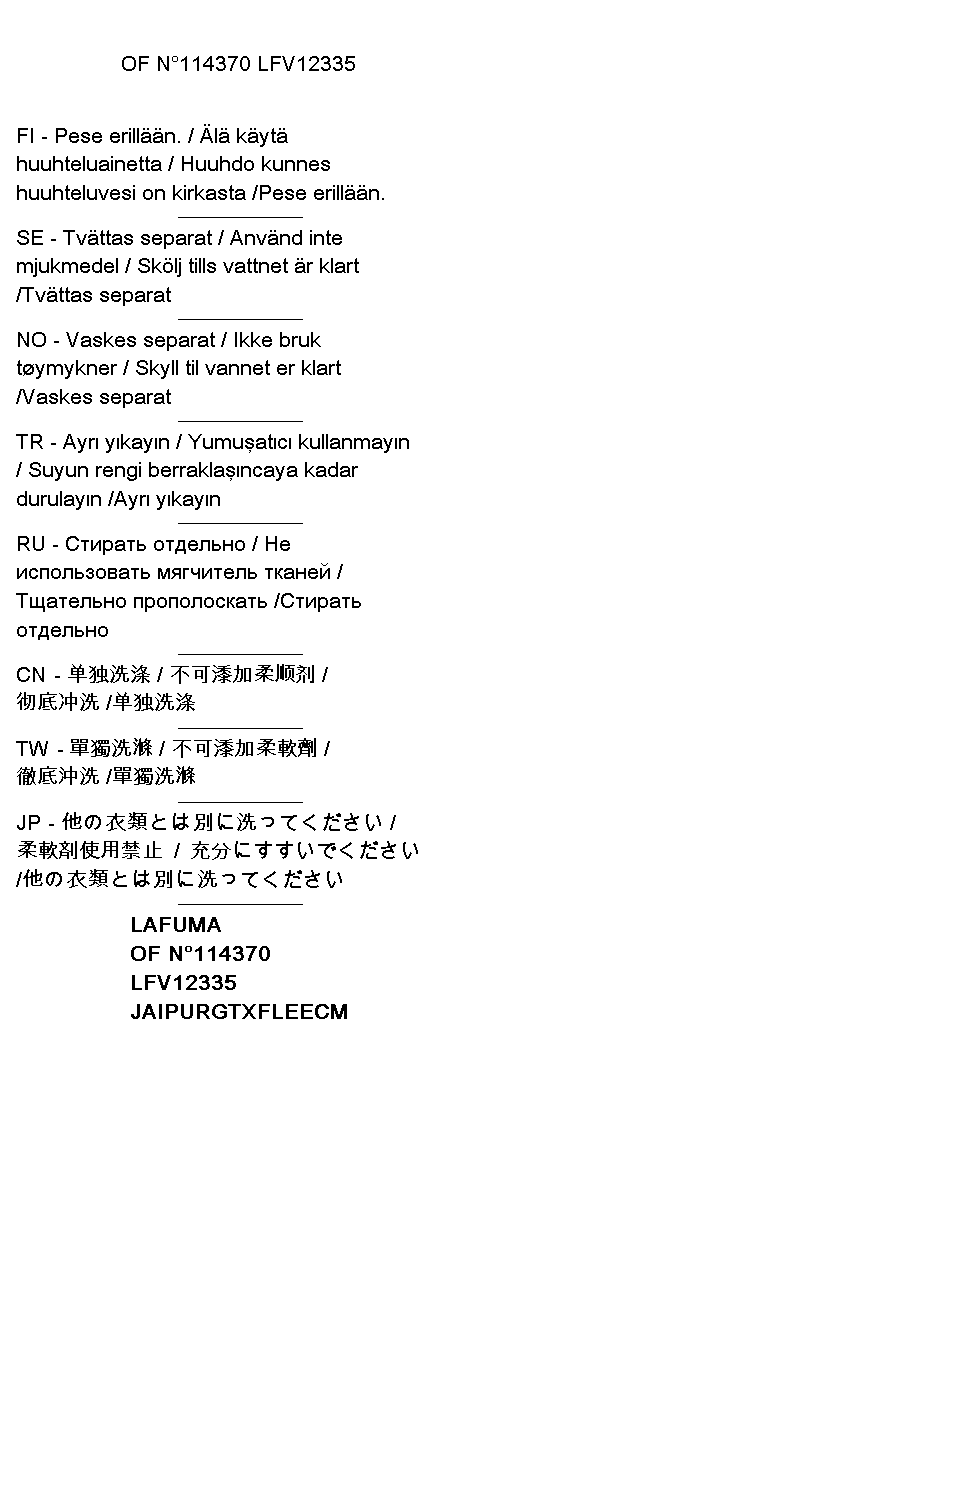 OF N°114370 LFV12335
FI - Pese erillään. / Älä käytä
huuhteluainetta / Huuhdo kunnes
huuhteluvesi on kirkasta /Pese erillään.
SE - Tvättas separat / Använd inte
mjukmedel / Skölj tills vattnet är klart
/Tvättas separat
NO - Vaskes separat / Ikke bruk
tøymykner / Skyll til vannet er klart
/Vaskes separat
TR - Ayrı yıkayın / Yumuşatıcı kullanmayın
/ Suyun rengi berraklaşıncaya kadar
durulayın /Ayrı yıkayın
RU - Стирать отдельно / Не
использовать мягчитель тканей /
Тщательно прополоскать /Стирать
отдельно
CN - 单独洗涤 / 不可漆加柔顺剂 /
彻底冲洗 /单独洗涤
TW - 單獨洗滌 / 不可漆加柔軟劑 /
徹底沖洗 /單獨洗滌
JP - 他の衣類とは別に洗ってください /
柔軟剤使用禁止 / 充分にすすいでください
/他の衣類とは別に洗ってください
LAFUMA
OF N°114370
LFV12335
JAIPURGTXFLEECM